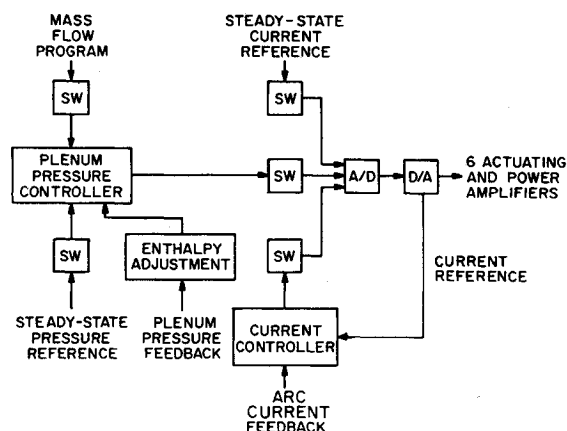 MASS
FLOW
PROGRAM
STEADY-STATE
CURRENT
REFERENCE
SW
SW
PLENUM
PRESSURE
CONTROLLER
SW
A/D
D/A
6 ACTUATING
AND POWER
AMPLIFIERS
SW
ENTHALPY
ADJUSTMENT
SW
CURRENT
REFERENCE
STEADY-STATE
PRESSURE
REFERENCE
PLENUM
PRESSURE
FEEDBACK
CURRENT
CONTROLLER
ARC
CURRENT
FEEDBACK